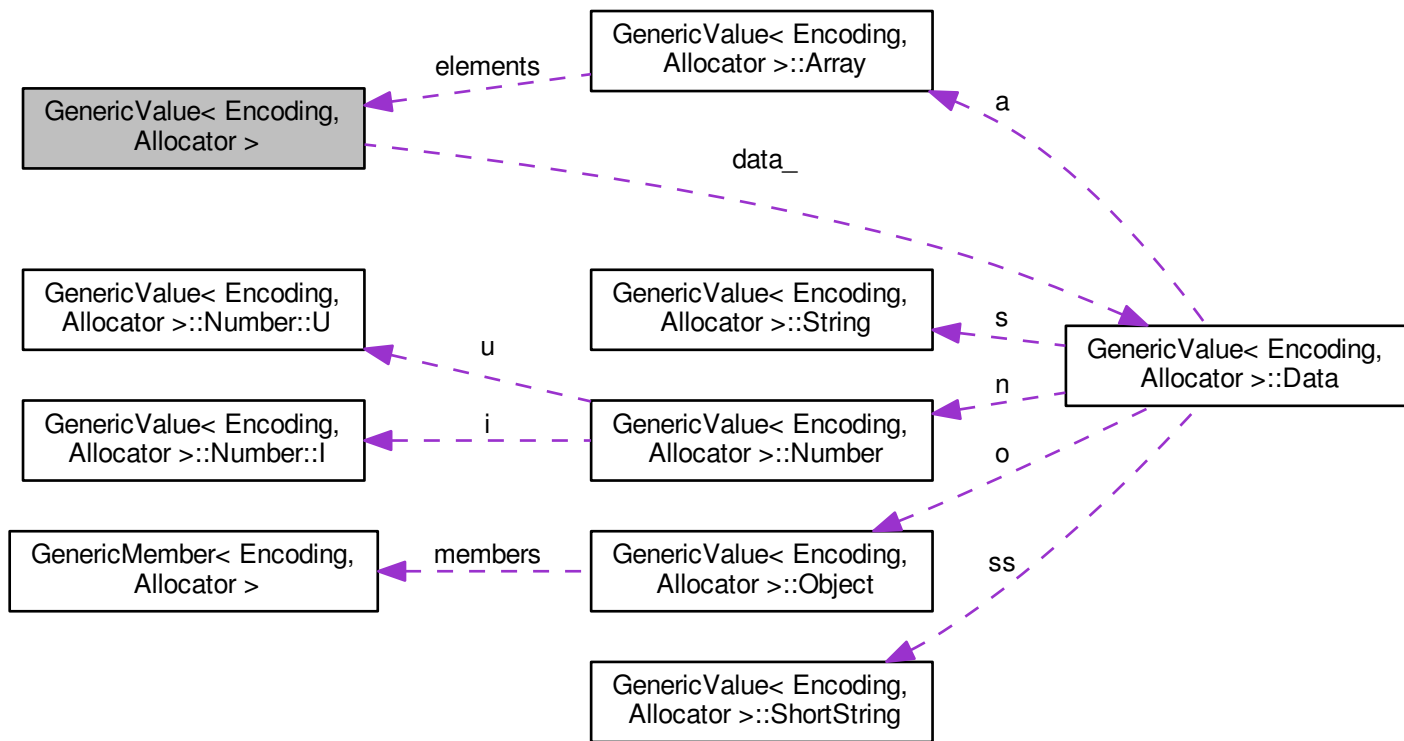 GenericValue< Encoding,
Allocator >::Array
elements
a
GenericValue< Encoding,
Allocator >
data_
GenericValue< Encoding,
Allocator >::Number::U
GenericValue< Encoding,
Allocator >::String
s
GenericValue< Encoding,
Allocator >::Data
u
n
GenericValue< Encoding,
Allocator >::Number::I
i
GenericValue< Encoding,
Allocator >::Number
o
GenericMember< Encoding,
Allocator >
members
GenericValue< Encoding,
Allocator >::Object
ss
GenericValue< Encoding,
Allocator >::ShortString